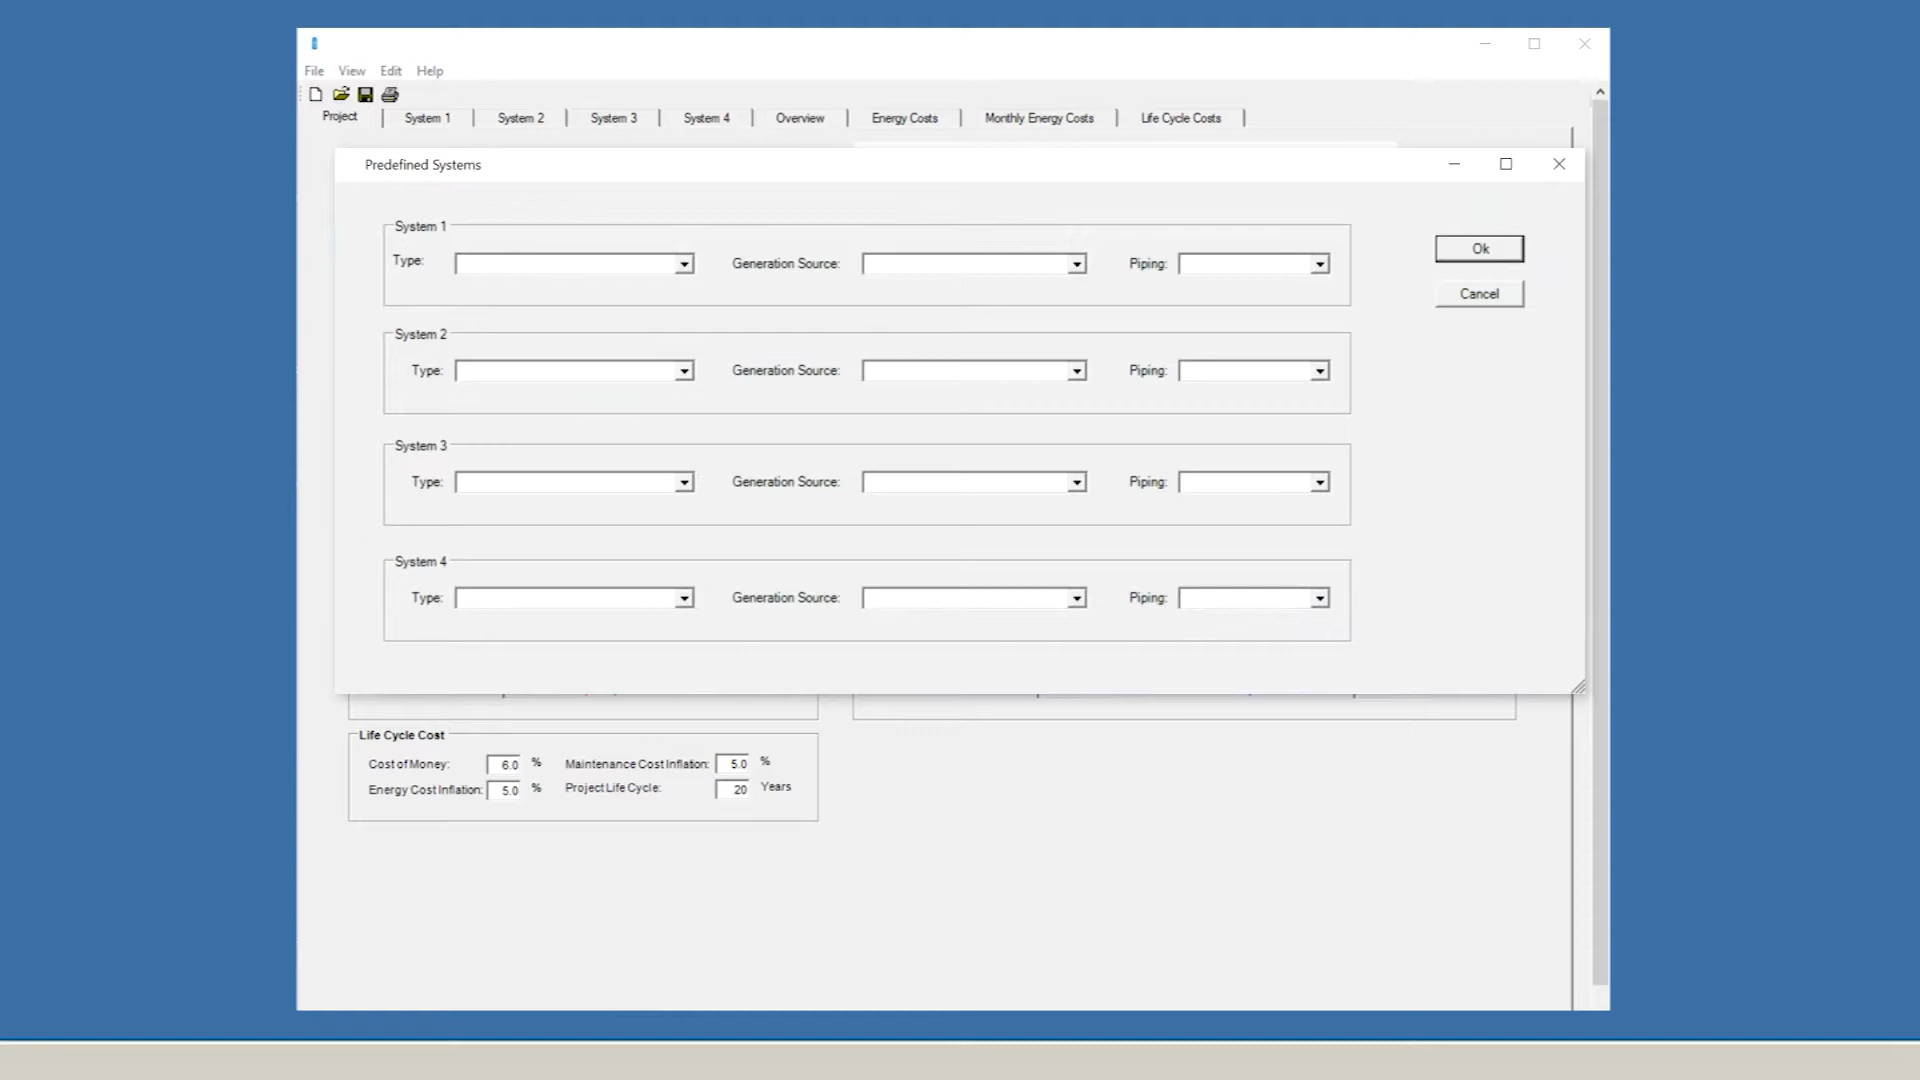 File View Edit Help
Project System 1 System 2 System 3 System 4 Overview Energy Costs Monthly Energy Costs Life Cycle Costs
Predefined Systems
System 1
Type: Generation Source: Piping:
Ok
Cancel
System 2
Type: Generation Source: Piping:
System 3
Type: Generation Source: Piping:
System 4
Type: Generation Source: Piping:
Life Cycle Cost
Cost of Money: 6.0 % Maintenance Cost Inflation: 5.0 %
Energy Cost Inflation: 5.0 % Project Life Cycle: 20 Years